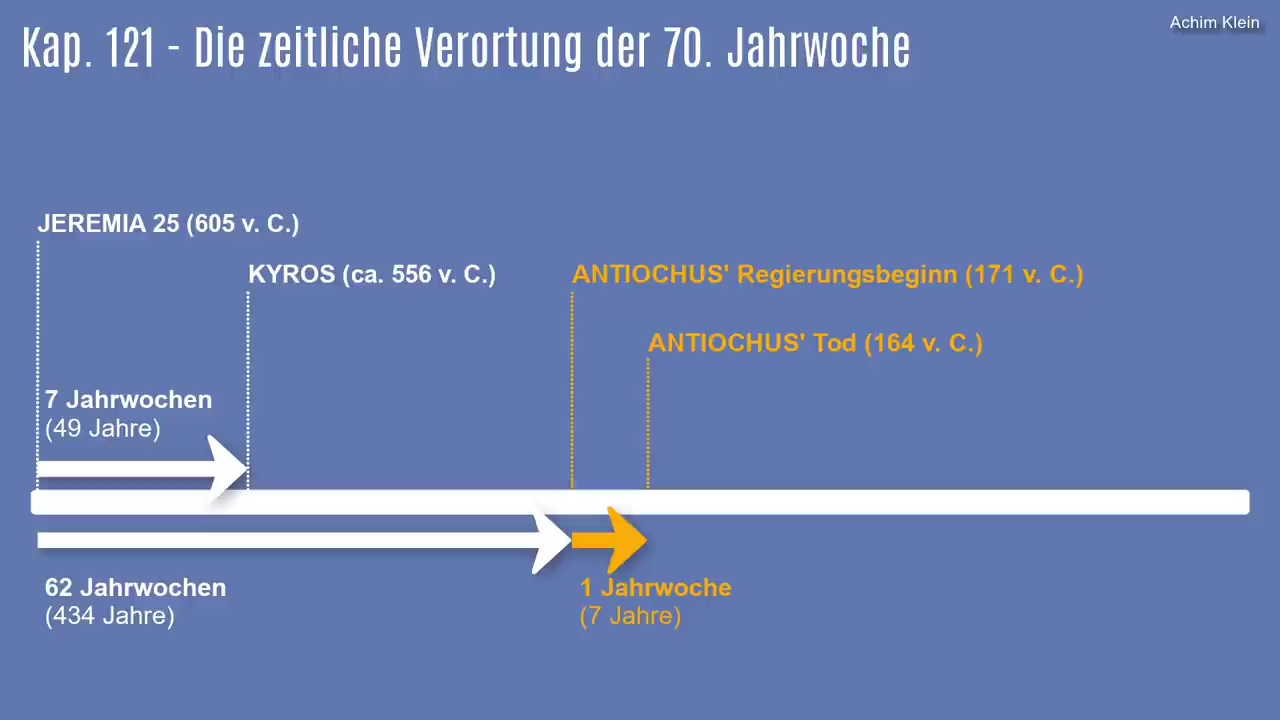 Achim Klein
Kap. 121 - Die zeitliche Verortung der 70. Jahrwoche
JEREMIA 25 (605 v. C.)
KYROS (ca. 556 v. C.)
ANTIOCHUS' Regierungsbeginn (171 v. C.)
ANTIOCHUS' Tod (164 v. C.)
7 Jahrwochen
(49 Jahre)
62 Jahrwochen
(434 Jahre)
1 Jahrwoche
(7 Jahre)